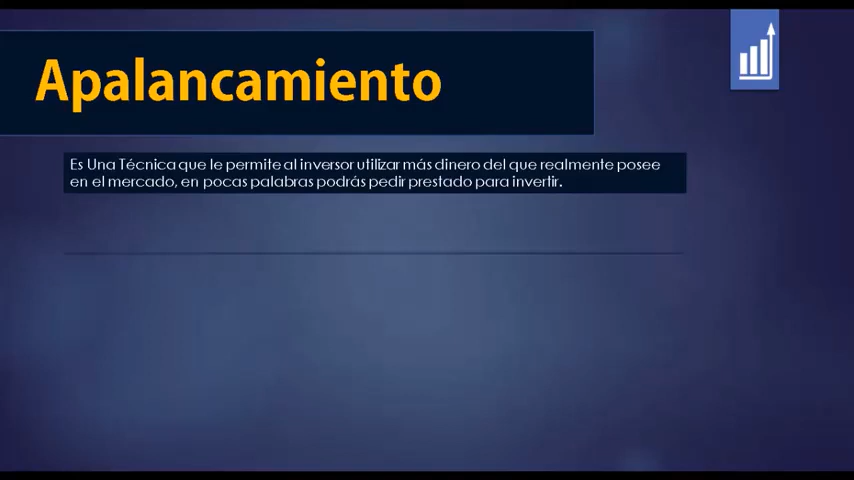 Apalancamiento
Es Una Técnica que le permite al inversor utilizar más dinero del que realmente posee
en el mercado, en pocas palabras podrás pedir prestado para invertir.